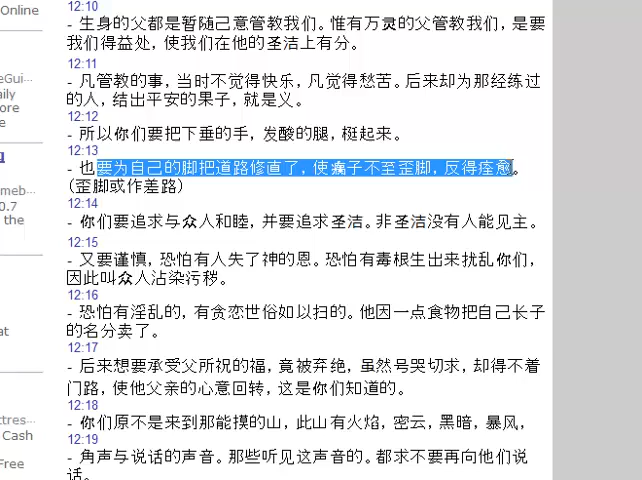 Online
12:10
- 生身的父都是暂随己意管教我们。惟有万灵的父管教我们，是要
我们得益处，使我们在他的圣洁上有分。
12:11
eGui...
- 凡管教的事，当时不觉得快乐，凡觉得愁苦。后来却为那经练过
aily
的人，结出平安的果子，就是义。
ore
e
12:12
- 所以你们要把下垂的手，发酸的腿，梃起来。
12:13
- 也要为自己的脚把道路修直了，使瘸子不至歪脚，反得痊愈。
(歪脚或作差路)
meb...
0.7
12:14
the
- 你们要追求与众人和睦，并要追求圣洁。非圣洁没有人能见主。
12:15
- 又要谨慎，恐怕有人失了神的恩。恐怕有毒根生出来扰乱你们，
因此叫众人沾染污秽。
12:16
- 恐怕有淫乱的，有贪恋世俗如以扫的。他因一点食物把自己长子
at
的名分卖了。
12:17
- 后来想要承受父所祝的福，竟被弃绝，虽然号哭切求，却得不着
门路，使他父亲的心意回转，这是你们知道的。
12:18
ctres...
- 你们原不是来到那能摸的山，此山有火焰，密云，黑暗，暴风，
Cash
12:19
- 角声与说话的声音。那些听见这声音的。都求不要再向他们说
Free
话。